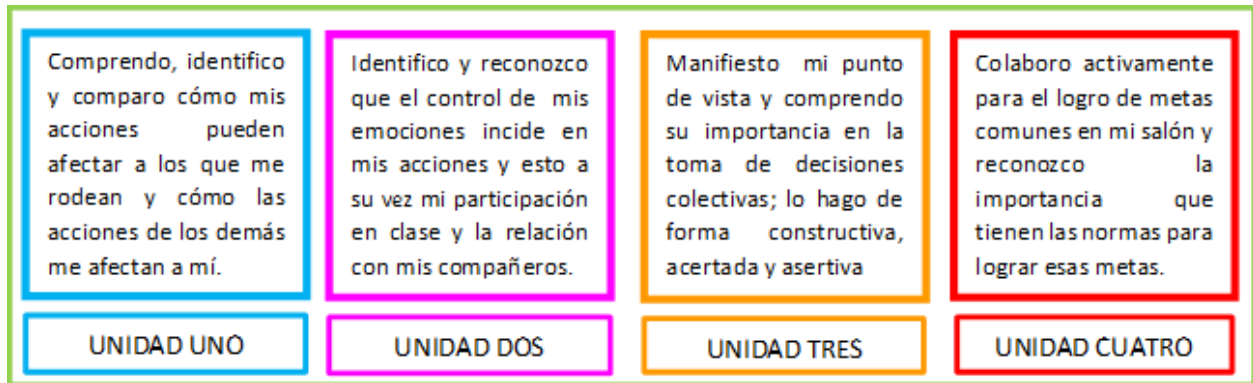 Comprendo, identifico
y comparo cómo mis
acciones pueden
afectar a los que me
rodean y cómo las
acciones de los demás
me afectan a mí.
UNIDAD UNO
Identifico y reconozco
que el control de mis
emociones incide en
mis acciones y esto a
su vez mi participación
en clase y la relación
con mis compañeros.
UNIDAD DOS
Manifiesto mi punto
de vista y comprendo
su importancia en la
toma de decisiones
colectivas; lo hago de
forma constructiva,
acertada y asertiva
UNIDAD TRES
Colaboro activamente
para el logro de metas
comunes en mi salón y
reconozco la
importancia que
tienen las normas para
lograr esas metas.
UNIDAD CUATRO